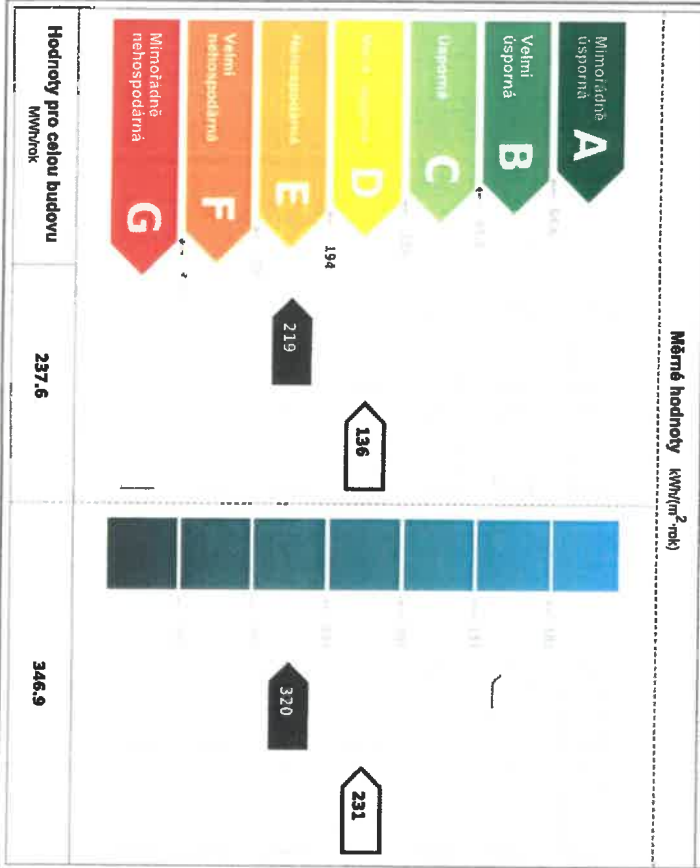 Měrné hodnoty kWh/(m²·rok)
Mimořádně
úsporná
A
Velmi
úsporná
B
Úsporná
C
D
194
Nehospodárná
E
219
136
Velmi
nehospodárná
F
Mimořádně
nehospodárná
G
320
231
Hodnoty pro celou budovu
MWh/rok
237.6
346.9